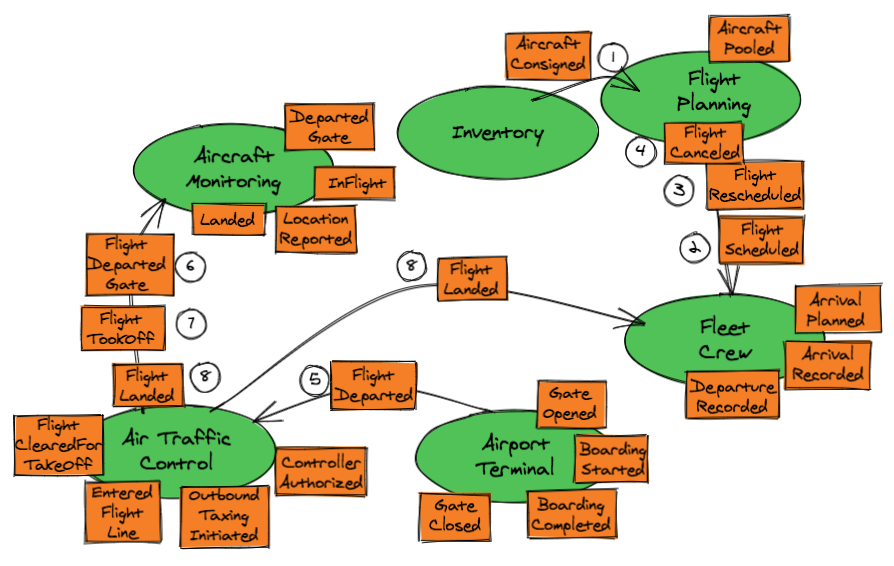 Aircraft
Pooled
Aircraft
Consigned
1
Flight
Planning
Inventory
Flight
Canceled
4
Flight
Rescheduled
3
Flight
Scheduled
2
Departed
Gate
Aircraft
Monitoring
InFlight
Landed
Location
Reported
Flight
Departed
Gate
6
Flight
TookOff
7
Flight
Landed
8
8
Flight
Landed
Arrival
Planned
Fleet
Crew
Arrival
Recorded
Departure
Recorded
5
Flight
Departed
Flight
ClearedFor
TakeOff
Air Traffic
Control
Controller
Authorized
Entered
Flight
Line
Outbound
Taxing
Initiated
Gate
Opened
Airport
Terminal
Boarding
Started
Gate
Closed
Boarding
Completed